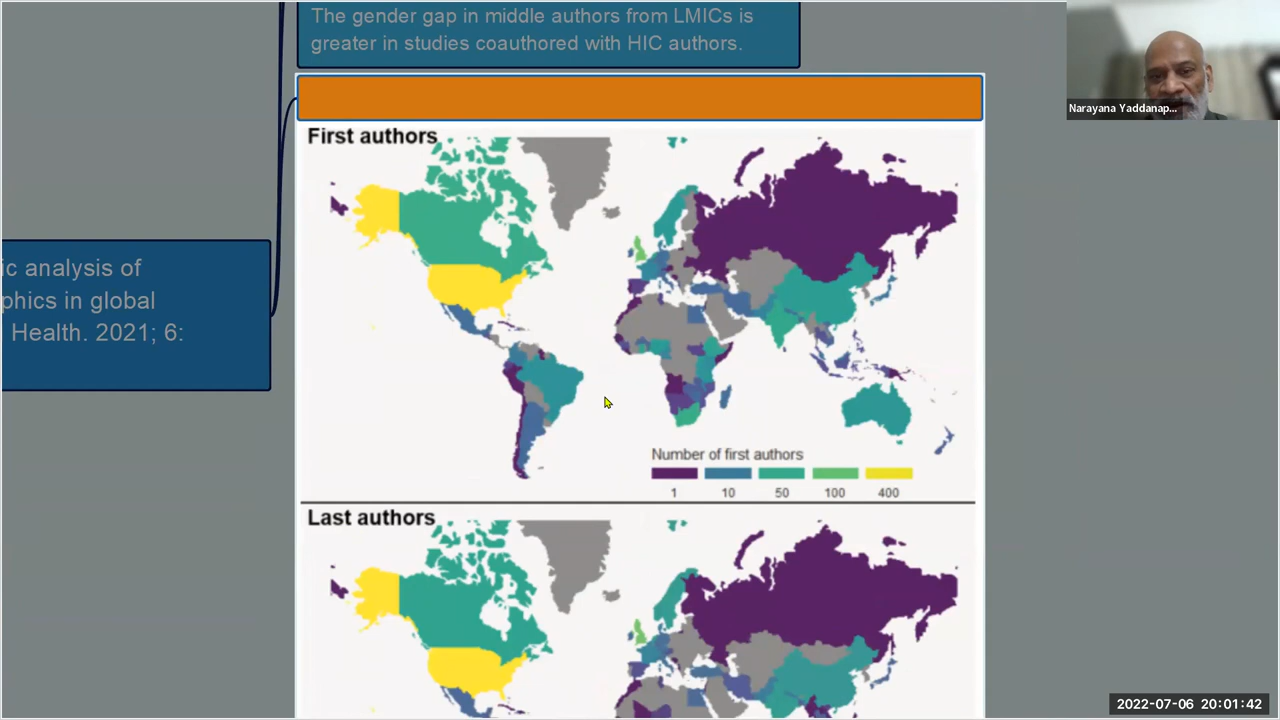 The gender gap in middle authors from LMICs is
greater in studies coauthored with HIC authors.
Narayana Yaddanap...
First authors
ic analysis of
phics in global
Health. 2021; 6:
Number of first authors
1 10 50 100 400
Last authors
2022-07-06 20:01:42